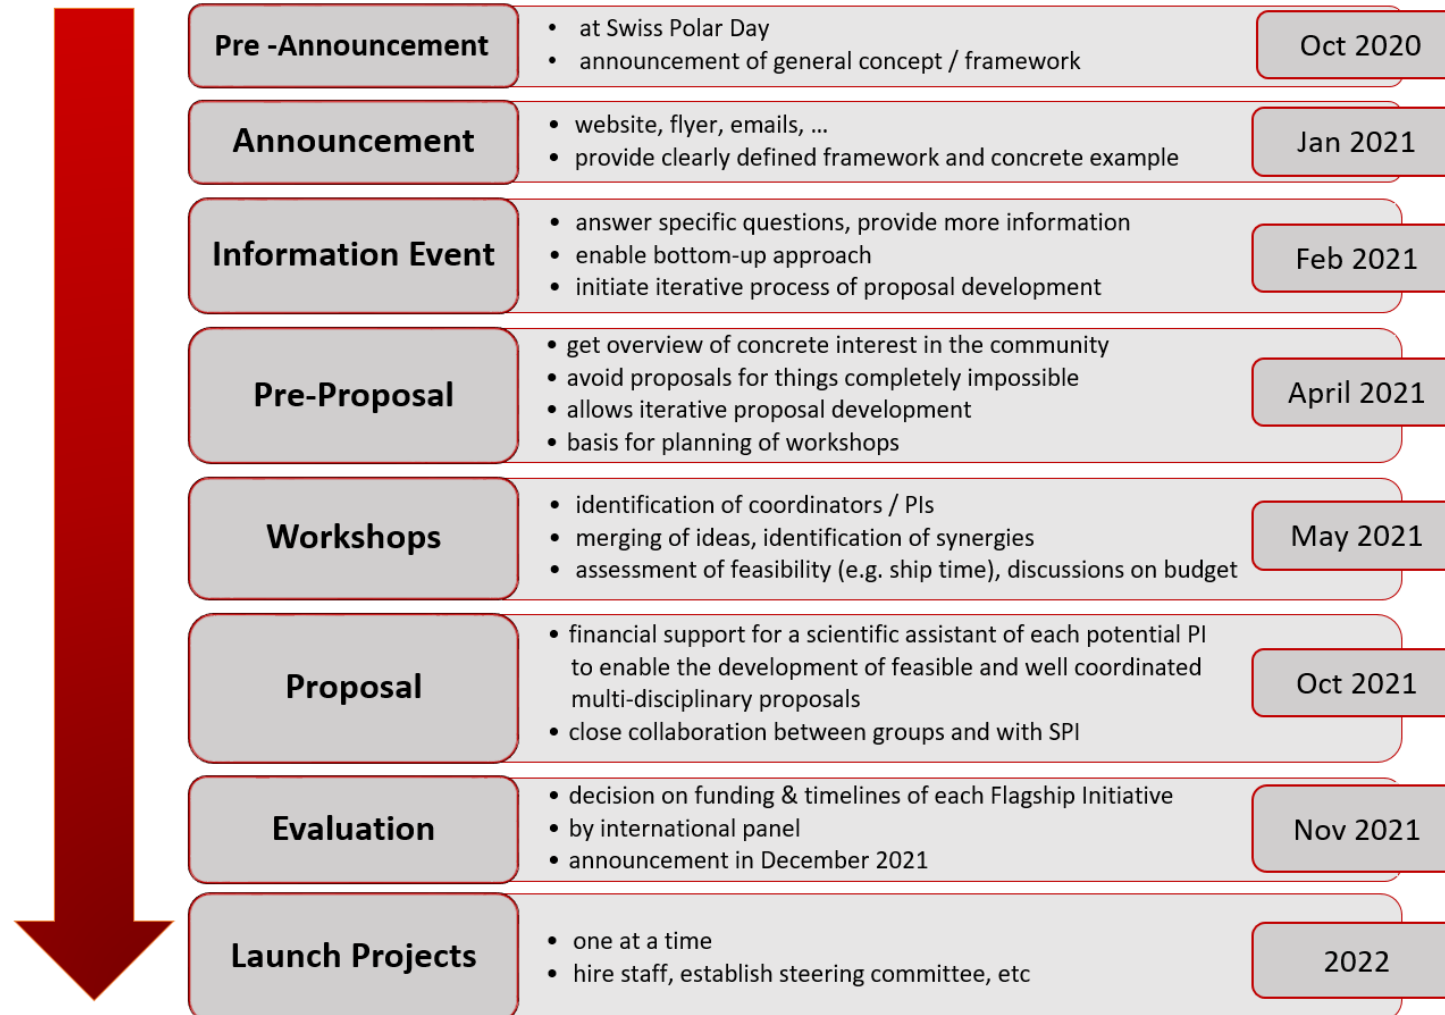 Pre -Announcement
• at Swiss Polar Day
• announcement of general concept / framework
Oct 2020
Announcement
• website, flyer, emails, ...
• provide clearly defined framework and concrete example
Jan 2021
Information Event
• answer specific questions, provide more information
• enable bottom-up approach
• initiate iterative process of proposal development
Feb 2021
Pre-Proposal
• get overview of concrete interest in the community
• avoid proposals for things completely impossible
• allows iterative proposal development
• basis for planning of workshops
April 2021
Workshops
• identification of coordinators / PIs
• merging of ideas, identification of synergies
• assessment of feasibility (e.g. ship time), discussions on budget
May 2021
Proposal
• financial support for a scientific assistant of each potential PI
to enable the development of feasible and well coordinated
multi-disciplinary proposals
• close collaboration between groups and with SPI
Oct 2021
Evaluation
• decision on funding & timelines of each Flagship Initiative
• by international panel
• announcement in December 2021
Nov 2021
Launch Projects
• one at a time
• hire staff, establish steering committee, etc
2022